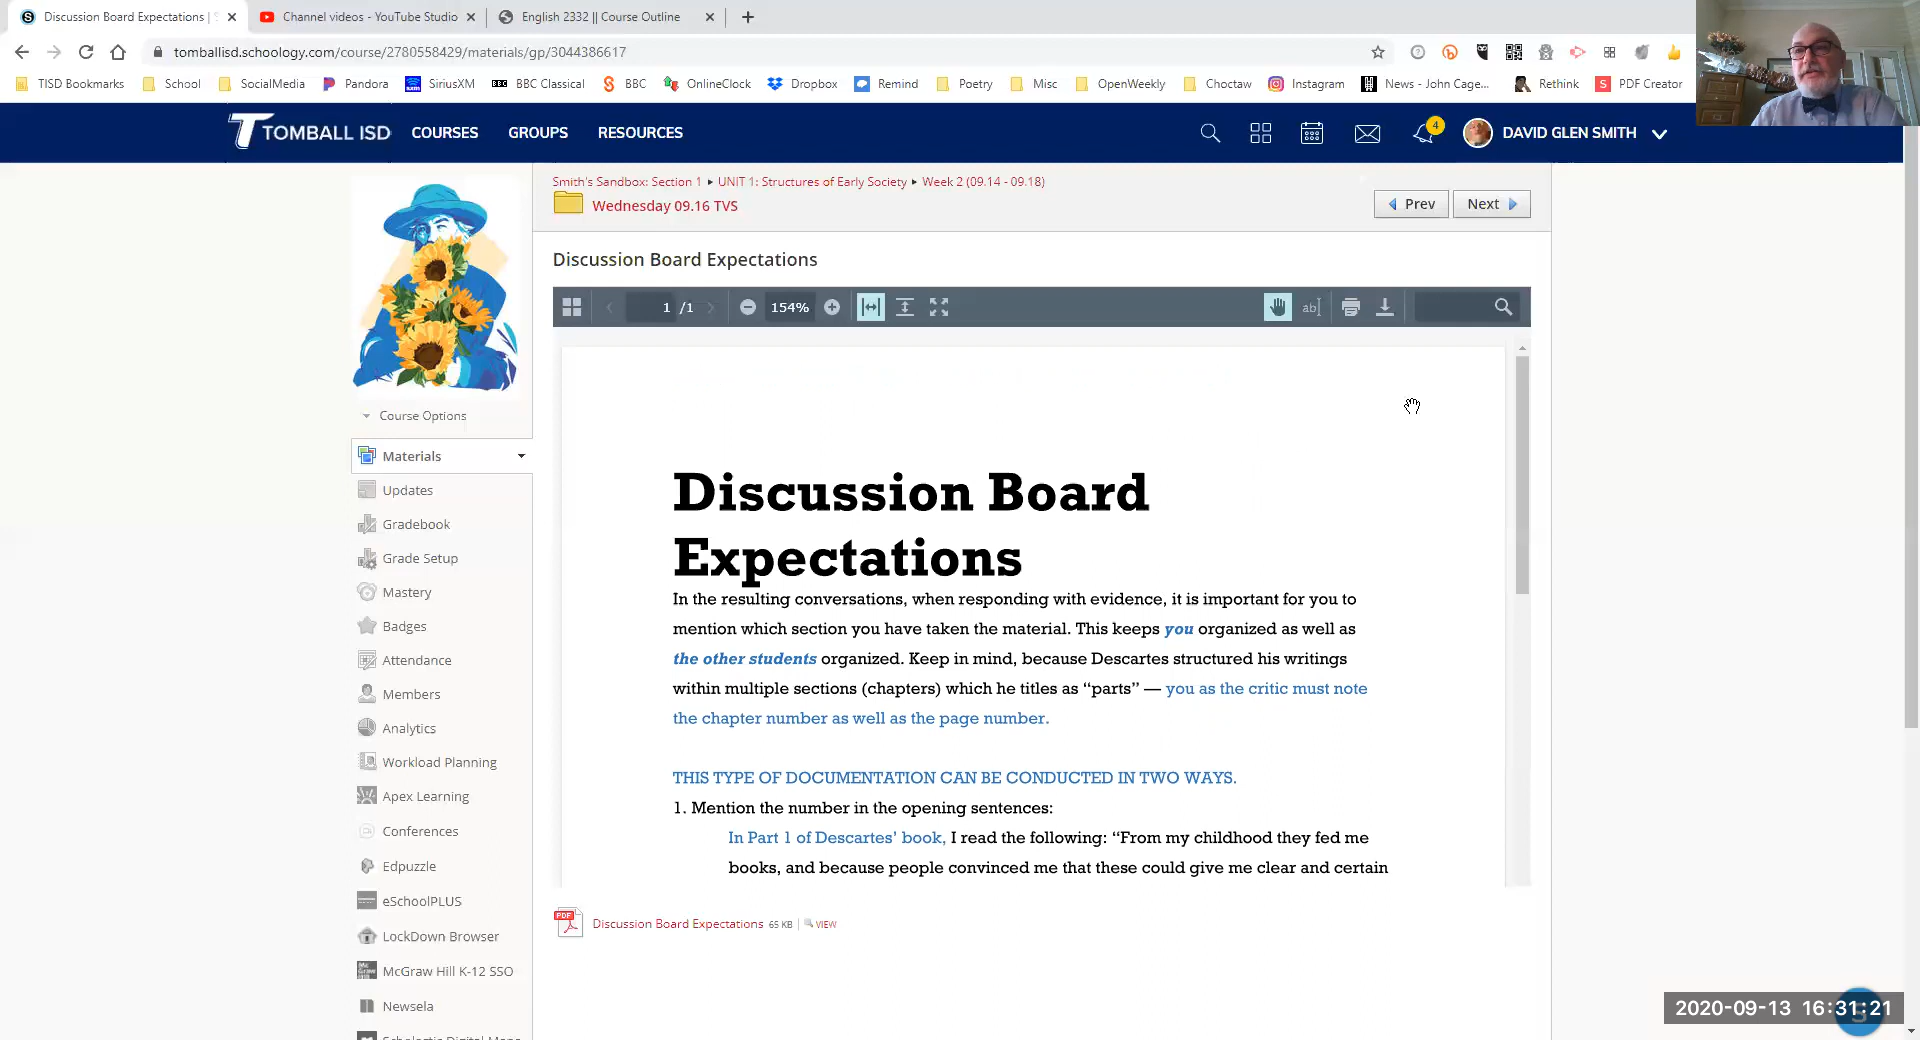 Discussion Board Expectations |
Channel videos - YouTube Studio
English 2332 || Course Outline
tomballisd.schoology.com/course/2780558429/materials/gp/3044386617
TISD Bookmarks School SocialMedia Pandora SiriusXM BBC Classical BBC OnlineClock Dropbox Remind Poetry Misc OpenWeekly Choctaw Instagram News - John Cage... Rethink PDF Creator
TOMBALL ISD COURSES GROUPS RESOURCES 4 DAVID GLEN SMITH
Smith's Sandbox: Section 1 ▸ UNIT 1: Structures of Early Society ▸ Week 2 (09.14 - 09.18)
Wednesday 09.16 TVS
Prev Next
Discussion Board Expectations
1 /1 154% ab
Discussion Board
Expectations
In the resulting conversations, when responding with evidence, it is important for you to
mention which section you have taken the material. This keeps you organized as well as
the other students organized. Keep in mind, because Descartes structured his writings
within multiple sections (chapters) which he titles as “parts” — you as the critic must note
the chapter number as well as the page number.
THIS TYPE OF DOCUMENTATION CAN BE CONDUCTED IN TWO WAYS.
1. Mention the number in the opening sentences:
In Part 1 of Descartes’ book, I read the following: “From my childhood they fed me
books, and because people convinced me that these could give me clear and certain
PDF Discussion Board Expectations 65 KB VIEW
Course Options
Materials
Updates
Gradebook
Grade Setup
Mastery
Badges
Attendance
Members
Analytics
Workload Planning
Apex Learning
Conferences
Edpuzzle
eSchoolPLUS
LockDown Browser
McGraw Hill K-12 SSO
Newsela
2020-09-13 16:31:21